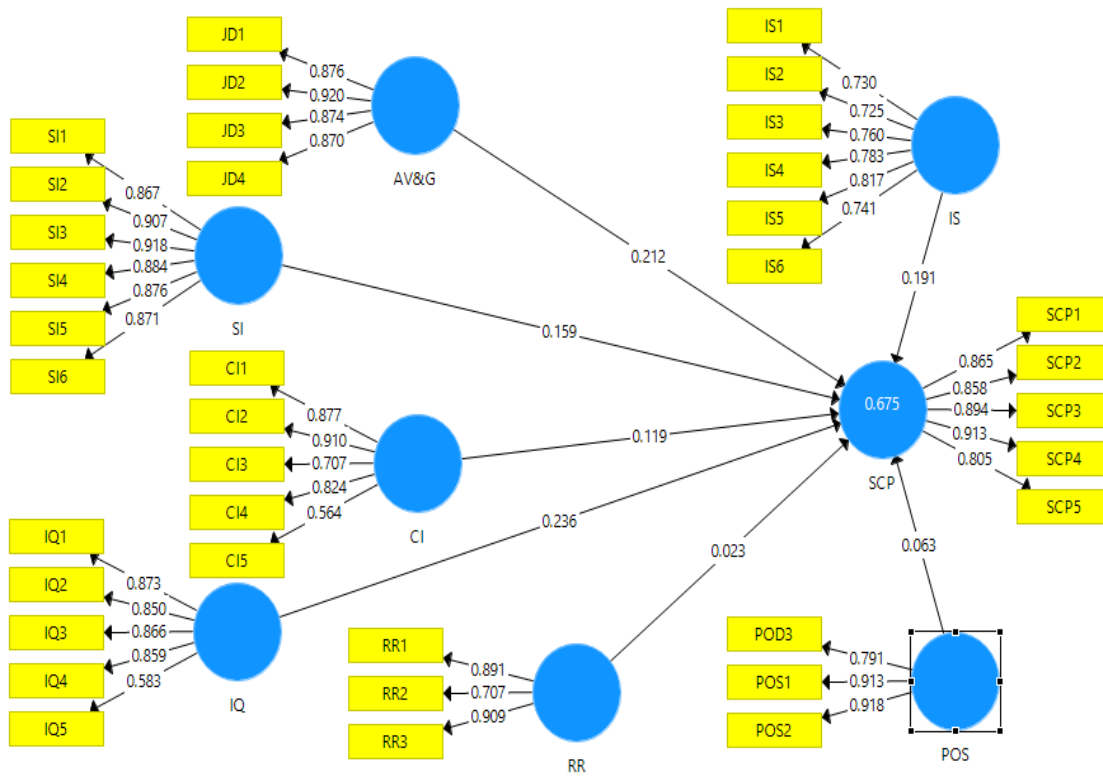 JD1
JD2
JD3
JD4
0.876
0.920
0.874
0.870
AV&G
IS1
IS2
IS3
IS4
IS5
IS6
0.730
0.725
0.760
0.783
0.817
0.741
IS
SI1
SI2
SI3
SI4
SI5
SI6
0.867
0.907
0.918
0.884
0.876
0.871
SI
0.212
0.191
0.159
CI1
CI2
CI3
CI4
CI5
0.877
0.910
0.707
0.824
0.564
CI
0.119
0.675
SCP
0.865
0.858
0.894
0.913
0.805
SCP1
SCP2
SCP3
SCP4
SCP5
IQ1
IQ2
IQ3
IQ4
IQ5
0.873
0.850
0.866
0.859
0.583
IQ
0.236
0.023
0.063
RR1
RR2
RR3
0.891
0.707
0.909
RR
POD3
POS1
POS2
0.791
0.913
0.918
POS